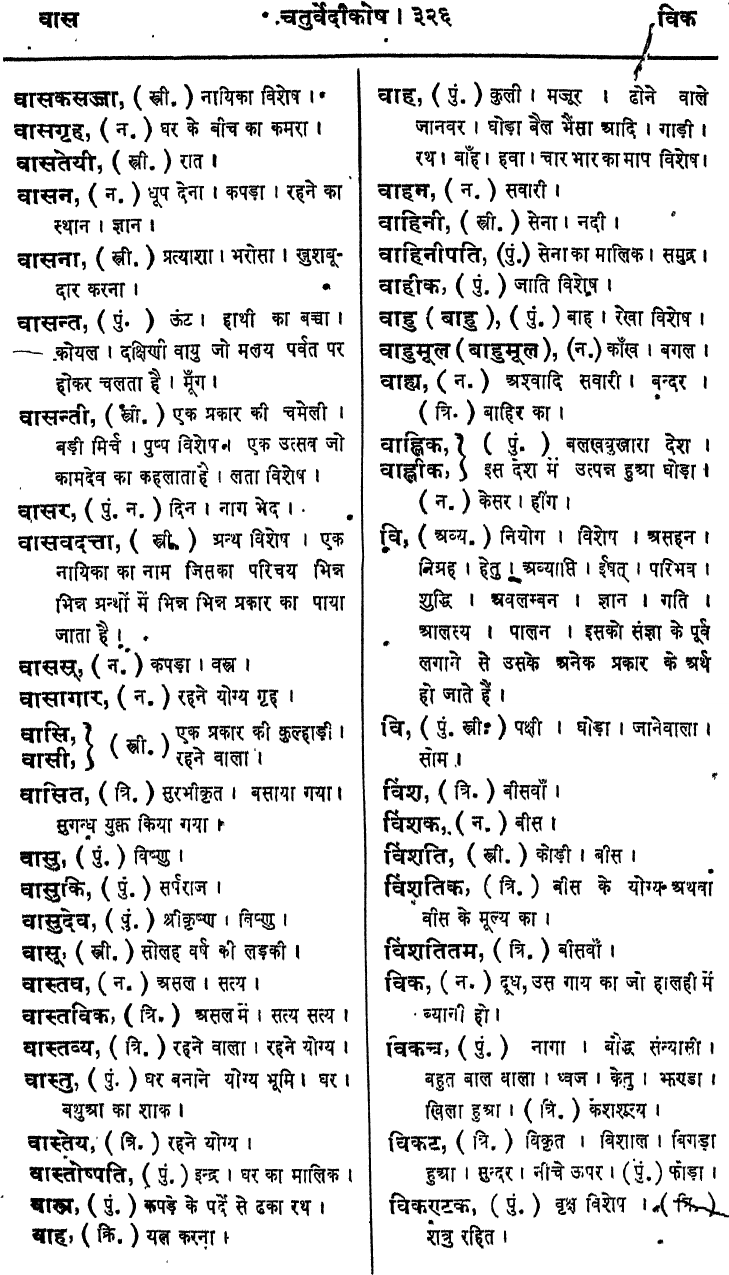 वास
चतुर्वेदीकोष । ३२६
विक
वासकसज्जा, ( स्त्री. ) नायिका विशेष ।
वासगृह, ( न. ) घर के बीच का कमरा ।
वासतेयी, ( स्त्री. ) रात ।
वासन, ( न. ) धूप देना । कपड़ा । रहने का
स्थान । ज्ञान ।
वासना, ( स्त्री. ) प्रत्याशा । भरोसा । खुशबू-
दार करना ।
वासन्त, ( पुं. ) ऊंट । हाथी का बच्चा ।
कोयल । दक्षिणी वायु जो मलय पर्वत पर
होकर चलता है । मूँग ।
वासन्ती, ( स्त्री. ) एक प्रकार की चमेली ।
बड़ी मिर्च । पुष्प विशेष । एक उत्सव जो
कामदेव का कहलाता है । लता विशेष ।
वासर, ( पुं. न. ) दिन । नाग भेद ।
वासवदत्ता, ( स्त्री. ) ग्रन्थ विशेष । एक
नायिका का नाम जिसका परिचय भिन्न
भिन्न ग्रन्थों में भिन्न भिन्न प्रकार का पाया
जाता है ।
वासस्, ( न. ) कपड़ा । वस्त्र ।
वासागार, ( न. ) रहने योग्य गृह ।
वासि, } ( स्त्री. ) एक प्रकार की कुल्हाड़ी ।
वासी, } रहने वाला ।
वासित, ( त्रि. ) सुरभीकृत । बसाया गया ।
सुगन्ध युक्त किया गया ।
वासु, ( पुं. ) विष्णु ।
वासुकि, ( पुं. ) सर्पराज ।
वासुदेव, ( पुं. ) श्रीकृष्ण । विष्णु ।
वासू, ( स्त्री. ) सोलह वर्ष की लड़की ।
वास्तव, ( न. ) असल । सत्य ।
वास्तविक, ( त्रि. ) असल में । सत्य सत्य ।
वास्तव्य, ( त्रि. ) रहने वाला । रहने योग्य ।
वास्तु, ( पुं. ) घर बनाने योग्य भूमि । घर ।
बथुआ का शाक ।
वास्तेय, ( त्रि. ) रहने योग्य ।
वास्तोष्पति, ( पुं. ) इन्द्र । घर का मालिक ।
( पुं. ) कपड़े के पर्दे से ढका रथ ।
वाह, ( क्रि. ) यत्न करना ।
वाह, ( पुं. ) कुली । मजूर । ढोने वाले
जानवर । घोड़ा बैल भैंसा आदि । गाड़ी ।
रथ । बाँह । हवा । चार भार का माप विशेष ।
वाहन, ( न. ) सवारी ।
वाहिनी, ( स्त्री. ) सेना । नदी ।
वाहिनीपति, (पुं.) सेना का मालिक । समुद्र ।
वाहीक, ( पुं. ) जाति विशेष ।
वाहु ( बाहु ), ( पुं. ) बाह । रेखा विशेष ।
वाहुमूल (बाहुमूल), (न.) काँख । बगल ।
वाह्य, ( न. ) अश्वादि सवारी । बन्दर ।
( त्रि. ) बाहिर का ।
वाह्लिक, } ( पुं. ) बलखबुखारा देश ।
वाह्लीक, } इस देश में उत्पन्न हुआ घोड़ा ।
( न. ) केसर । हींग ।
वि, ( अव्य. ) नियोग । विशेष । असहन ।
निग्रह । हेतु । अव्याप्ति । ईषत् । परिभव ।
शुद्धि । अवलम्बन । ज्ञान । गति ।
आलस्य । पालन । इसको संज्ञा के पूर्व
लगाने से उसके अनेक प्रकार के अर्थ
हो जाते हैं ।
वि, ( पुं. स्त्री. ) पक्षी । घोड़ा । जानेवाला ।
सोम ।
विंश, ( त्रि. ) बीसवाँ ।
विंशक, ( न. ) बीस ।
विंशति, ( स्त्री. ) कोड़ी । बीस ।
विंशतिक, ( त्रि. ) बीस के योग्य अथवा
बीस के मूल्य का ।
विंशतितम, ( त्रि. ) बीसवाँ ।
विक, ( न. ) दूध, उस गाय का जो हालही में
ब्यानी हो ।
विकच, ( पुं. ) नागा । बौद्ध संन्यासी ।
बहुत बाल वाला । ध्वज । केतु । झण्डा ।
खिला हुआ । ( त्रि. ) केशशून्य ।
विकट, ( त्रि. ) विकृत । विशाल । बिगड़ा
हुआ । सुन्दर । नीचे ऊपर । (पुं.) फोड़ा ।
विकण्टक, ( पुं. ) वृक्ष विशेष । (त्रि.)
शत्रु रहित ।